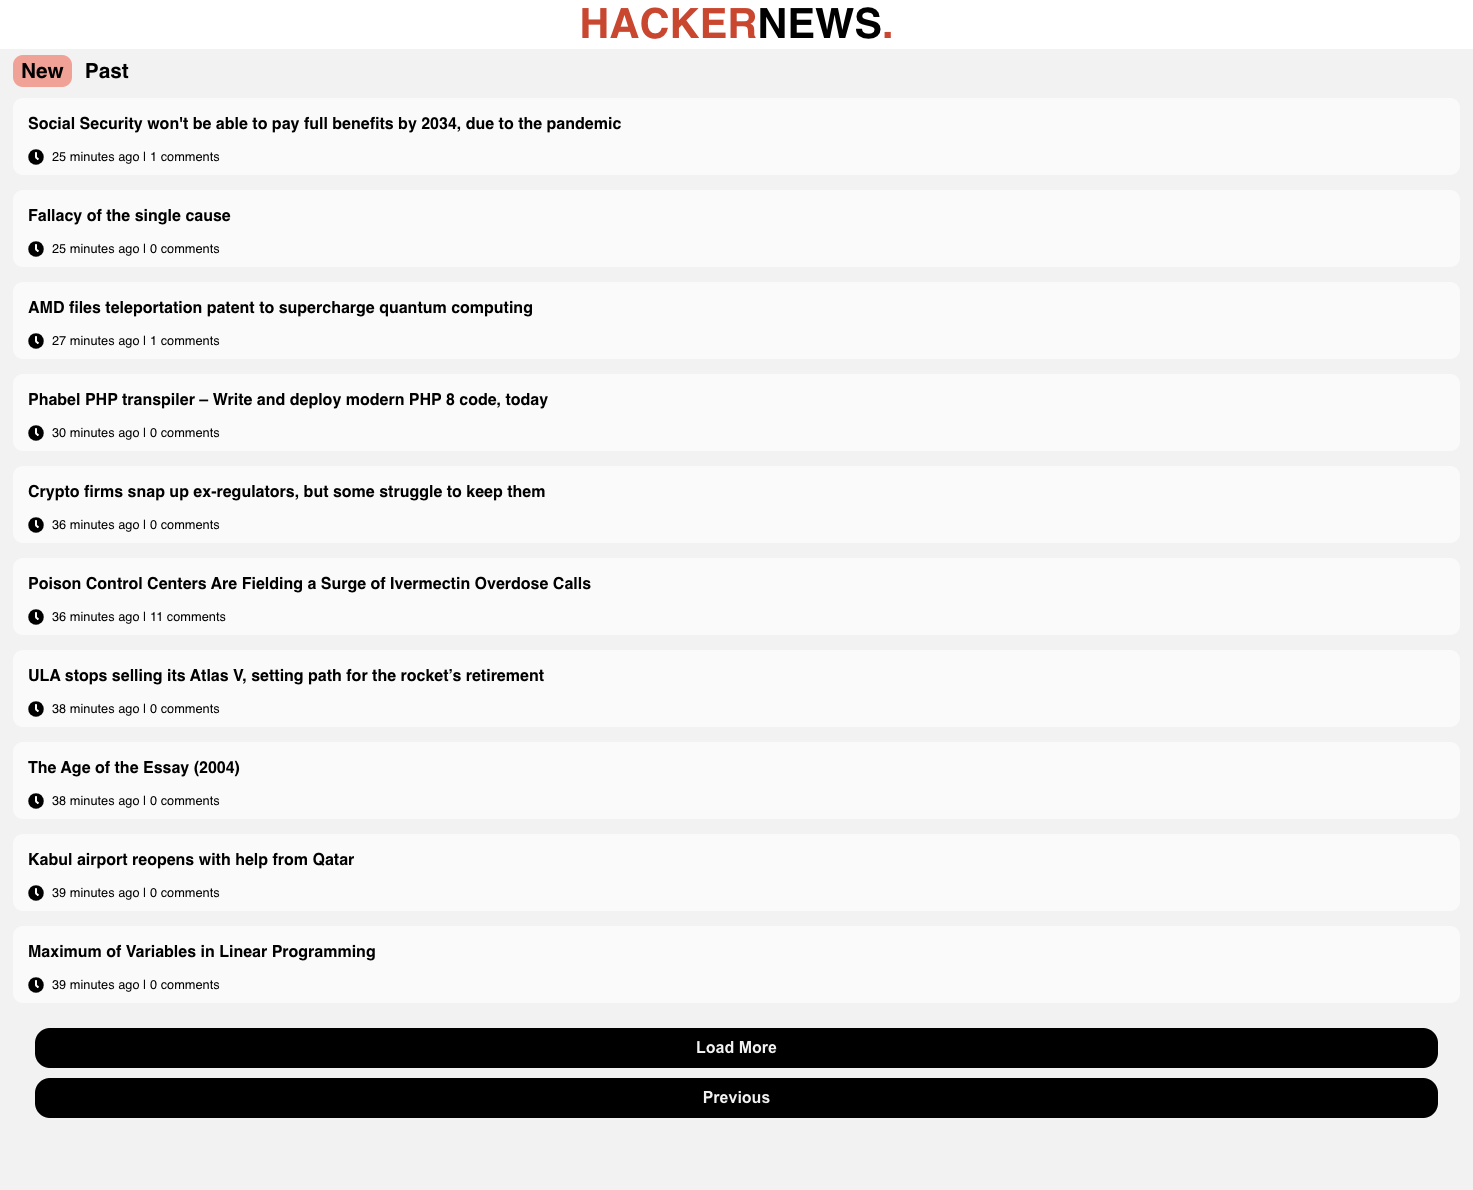 HACKERNEWS.
New Past
Social Security won't be able to pay full benefits by 2034, due to the pandemic
25 minutes ago | 1 comments
Fallacy of the single cause
25 minutes ago | 0 comments
AMD files teleportation patent to supercharge quantum computing
27 minutes ago | 1 comments
Phabel PHP transpiler – Write and deploy modern PHP 8 code, today
30 minutes ago | 0 comments
Crypto firms snap up ex-regulators, but some struggle to keep them
36 minutes ago | 0 comments
Poison Control Centers Are Fielding a Surge of Ivermectin Overdose Calls
36 minutes ago | 11 comments
ULA stops selling its Atlas V, setting path for the rocket’s retirement
38 minutes ago | 0 comments
The Age of the Essay (2004)
38 minutes ago | 0 comments
Kabul airport reopens with help from Qatar
39 minutes ago | 0 comments
Maximum of Variables in Linear Programming
39 minutes ago | 0 comments
Load More
Previous